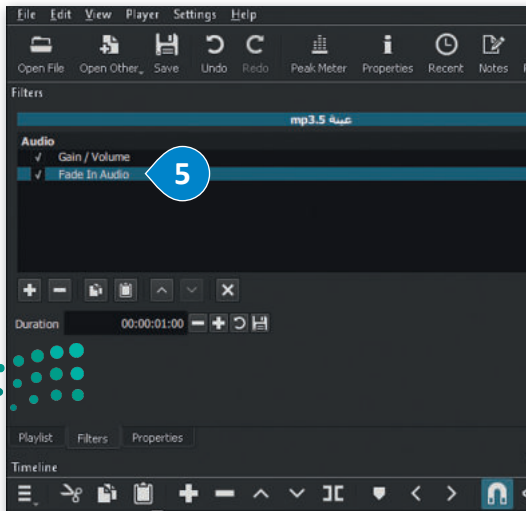 File Edit View Player Settings Help
Open File Open Other Save Undo Redo Peak Meter Properties Recent Notes
Filters
عينة mp3.5
Audio
√ Gain / Volume
√ Fade In Audio 5
Duration 00:00:01:00
Playlist Filters Properties
Timeline